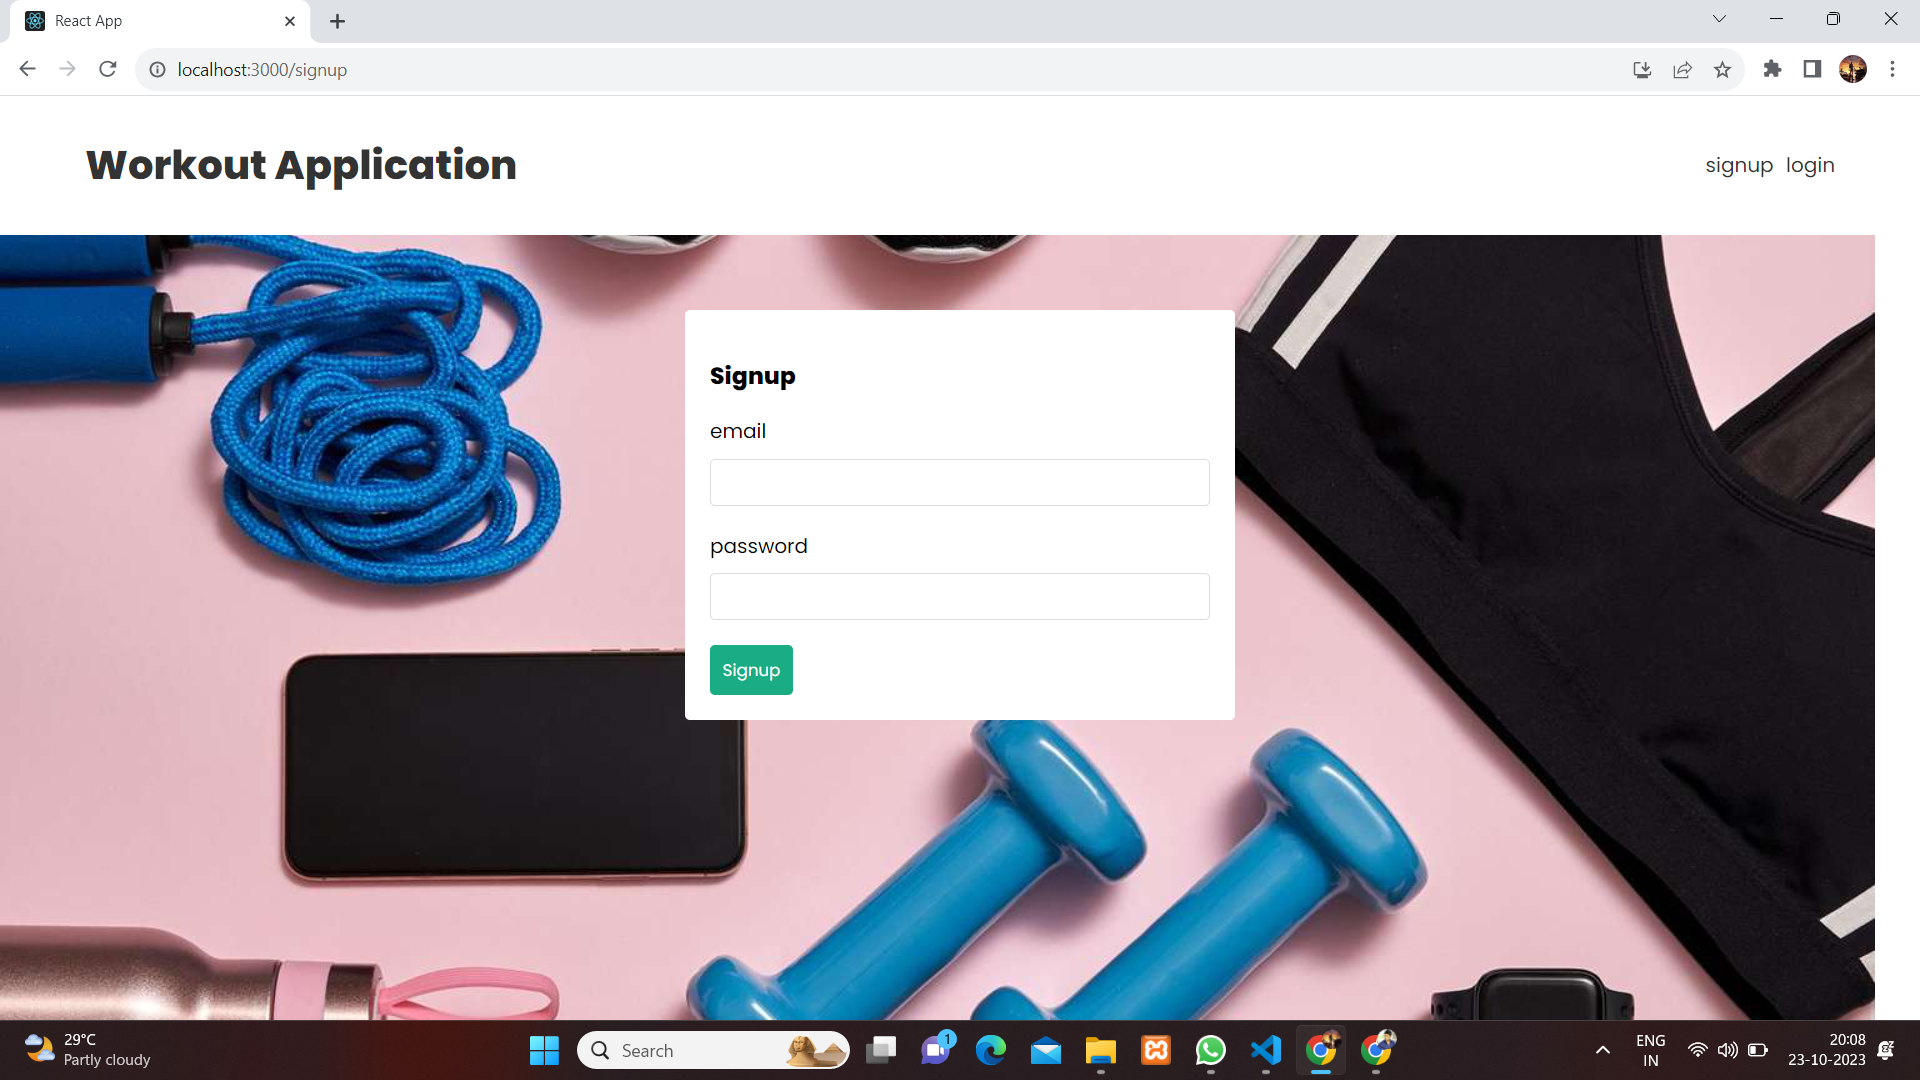 React App
localhost:3000/signup
Workout Application
signup login
Signup
email
password
Signup
29°C
Partly cloudy
Search
1
ENG
IN
20:08
23-10-2023